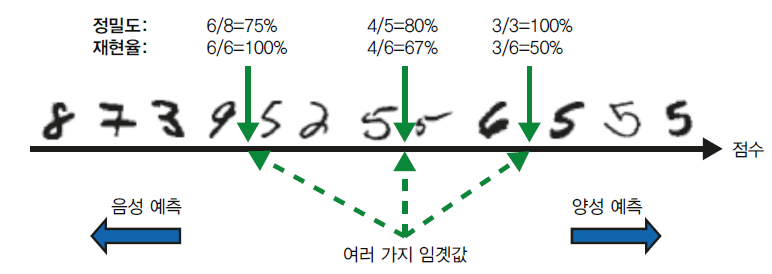 정밀도: 6/8=75% 4/5=80% 3/3=100%
재현율: 6/6=100% 4/6=67% 3/6=50%
8 7 3 9 5 2 5 5 6 5 5 5
점수
음성 예측 양성 예측
여러 가지 임곗값